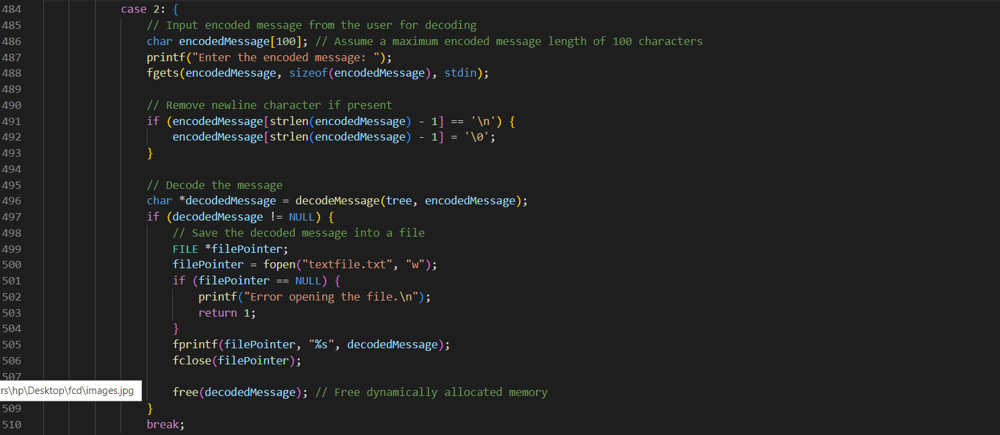 484 case 2: {
485 // Input encoded message from the user for decoding
486 char encodedMessage[100]; // Assume a maximum encoded message length of 100 characters
487 printf("Enter the encoded message: ");
488 fgets(encodedMessage, sizeof(encodedMessage), stdin);
489
490 // Remove newline character if present
491 if (encodedMessage[strlen(encodedMessage) - 1] == '\n') {
492 encodedMessage[strlen(encodedMessage) - 1] = '\0';
493 }
494
495 // Decode the message
496 char *decodedMessage = decodeMessage(tree, encodedMessage);
497 if (decodedMessage != NULL) {
498 // Save the decoded message into a file
499 FILE *filePointer;
500 filePointer = fopen("textfile.txt", "w");
501 if (filePointer == NULL) {
502 printf("Error opening the file.\n");
503 return 1;
504 }
505 fprintf(filePointer, "%s", decodedMessage);
506 fclose(filePointer);
507
ers\hp\Desktop\fcd\images.jpg free(decodedMessage); // Free dynamically allocated memory
509 }
510 break;